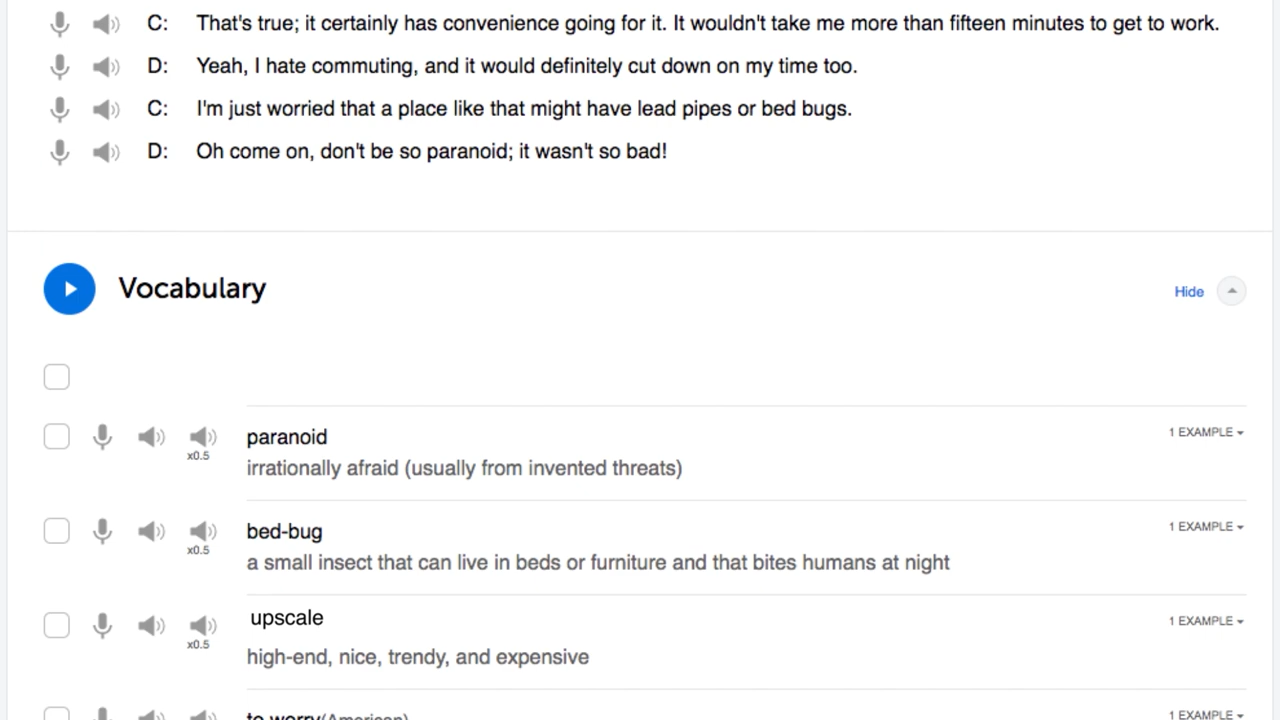 C: That's true; it certainly has convenience going for it. It wouldn't take me more than fifteen minutes to get to work.
D: Yeah, I hate commuting, and it would definitely cut down on my time too.
C: I'm just worried that a place like that might have lead pipes or bed bugs.
D: Oh come on, don't be so paranoid; it wasn't so bad!
Vocabulary
Hide
paranoid
1 EXAMPLE
x0.5
irrationally afraid (usually from invented threats)
bed-bug
1 EXAMPLE
x0.5
a small insect that can live in beds or furniture and that bites humans at night
upscale
1 EXAMPLE
x0.5
high-end, nice, trendy, and expensive
to worry(American)
1 EXAMPLE